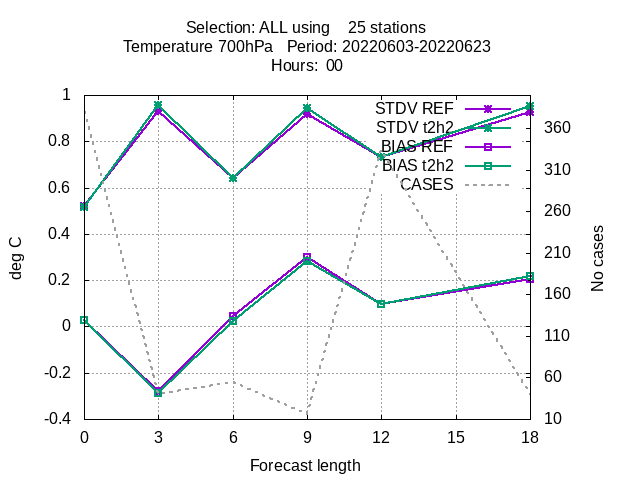 Selection: ALL using    25 stations
Temperature 700hPa   Period: 20220603-20220623
Hours:  00
1
0.8
0.6
0.4
0.2
0
-0.2
-0.4
deg C
STDV REF
STDV t2h2
BIAS REF
BIAS t2h2
CASES
360
310
260
210
160
110
60
10
No cases
0 3 6 9 12 15 18
Forecast length